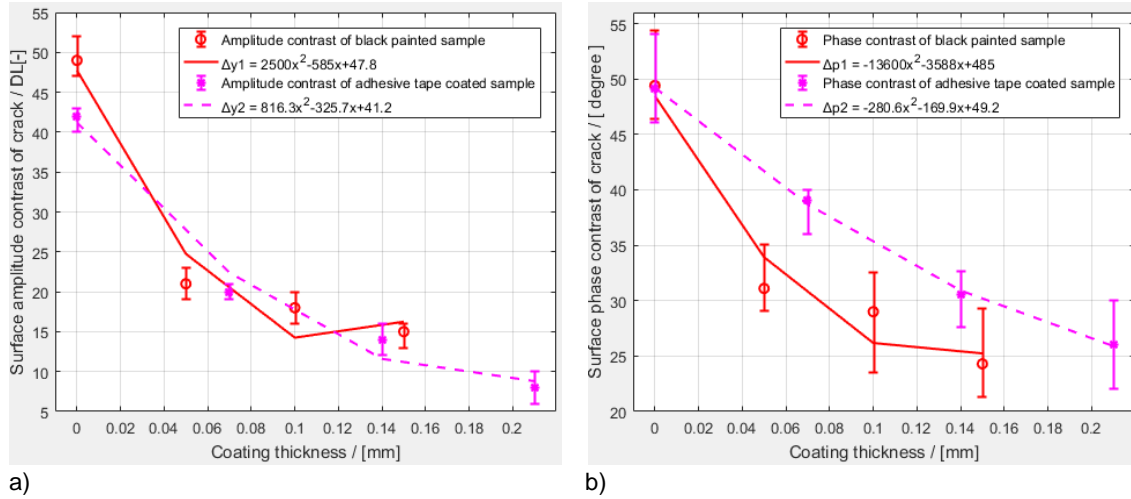 Surface amplitude contrast of crack / DL[-]
55
50
45
40
35
30
25
20
15
10
5
Amplitude contrast of black painted sample
Δy1 = 2500x²-585x+47.8
Amplitude contrast of adhesive tape coated sample
Δy2 = 816.3x²-325.7x+41.2
0 0.02 0.04 0.06 0.08 0.1 0.12 0.14 0.16 0.18 0.2
Coating thickness / [mm]
a)
Surface phase contrast of crack / [ degree ]
55
50
45
40
35
30
25
20
Phase contrast of black painted sample
Δp1 = -13600x²-3588x+485
Phase contrast of adhesive tape coated sample
Δp2 = -280.6x²-169.9x+49.2
0 0.02 0.04 0.06 0.08 0.1 0.12 0.14 0.16 0.18 0.2
Coating thickness / [mm]
b)